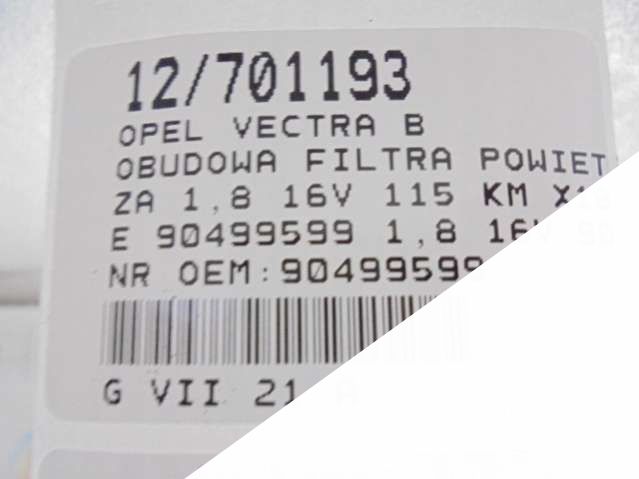 12/701193
OPEL VECTRA B
OBUDOWA FILTRA POWIET
ZA 1,8 16V 115 KM
E 90499599 1,8 16V
NR OEM:90499599
G VII 21 A